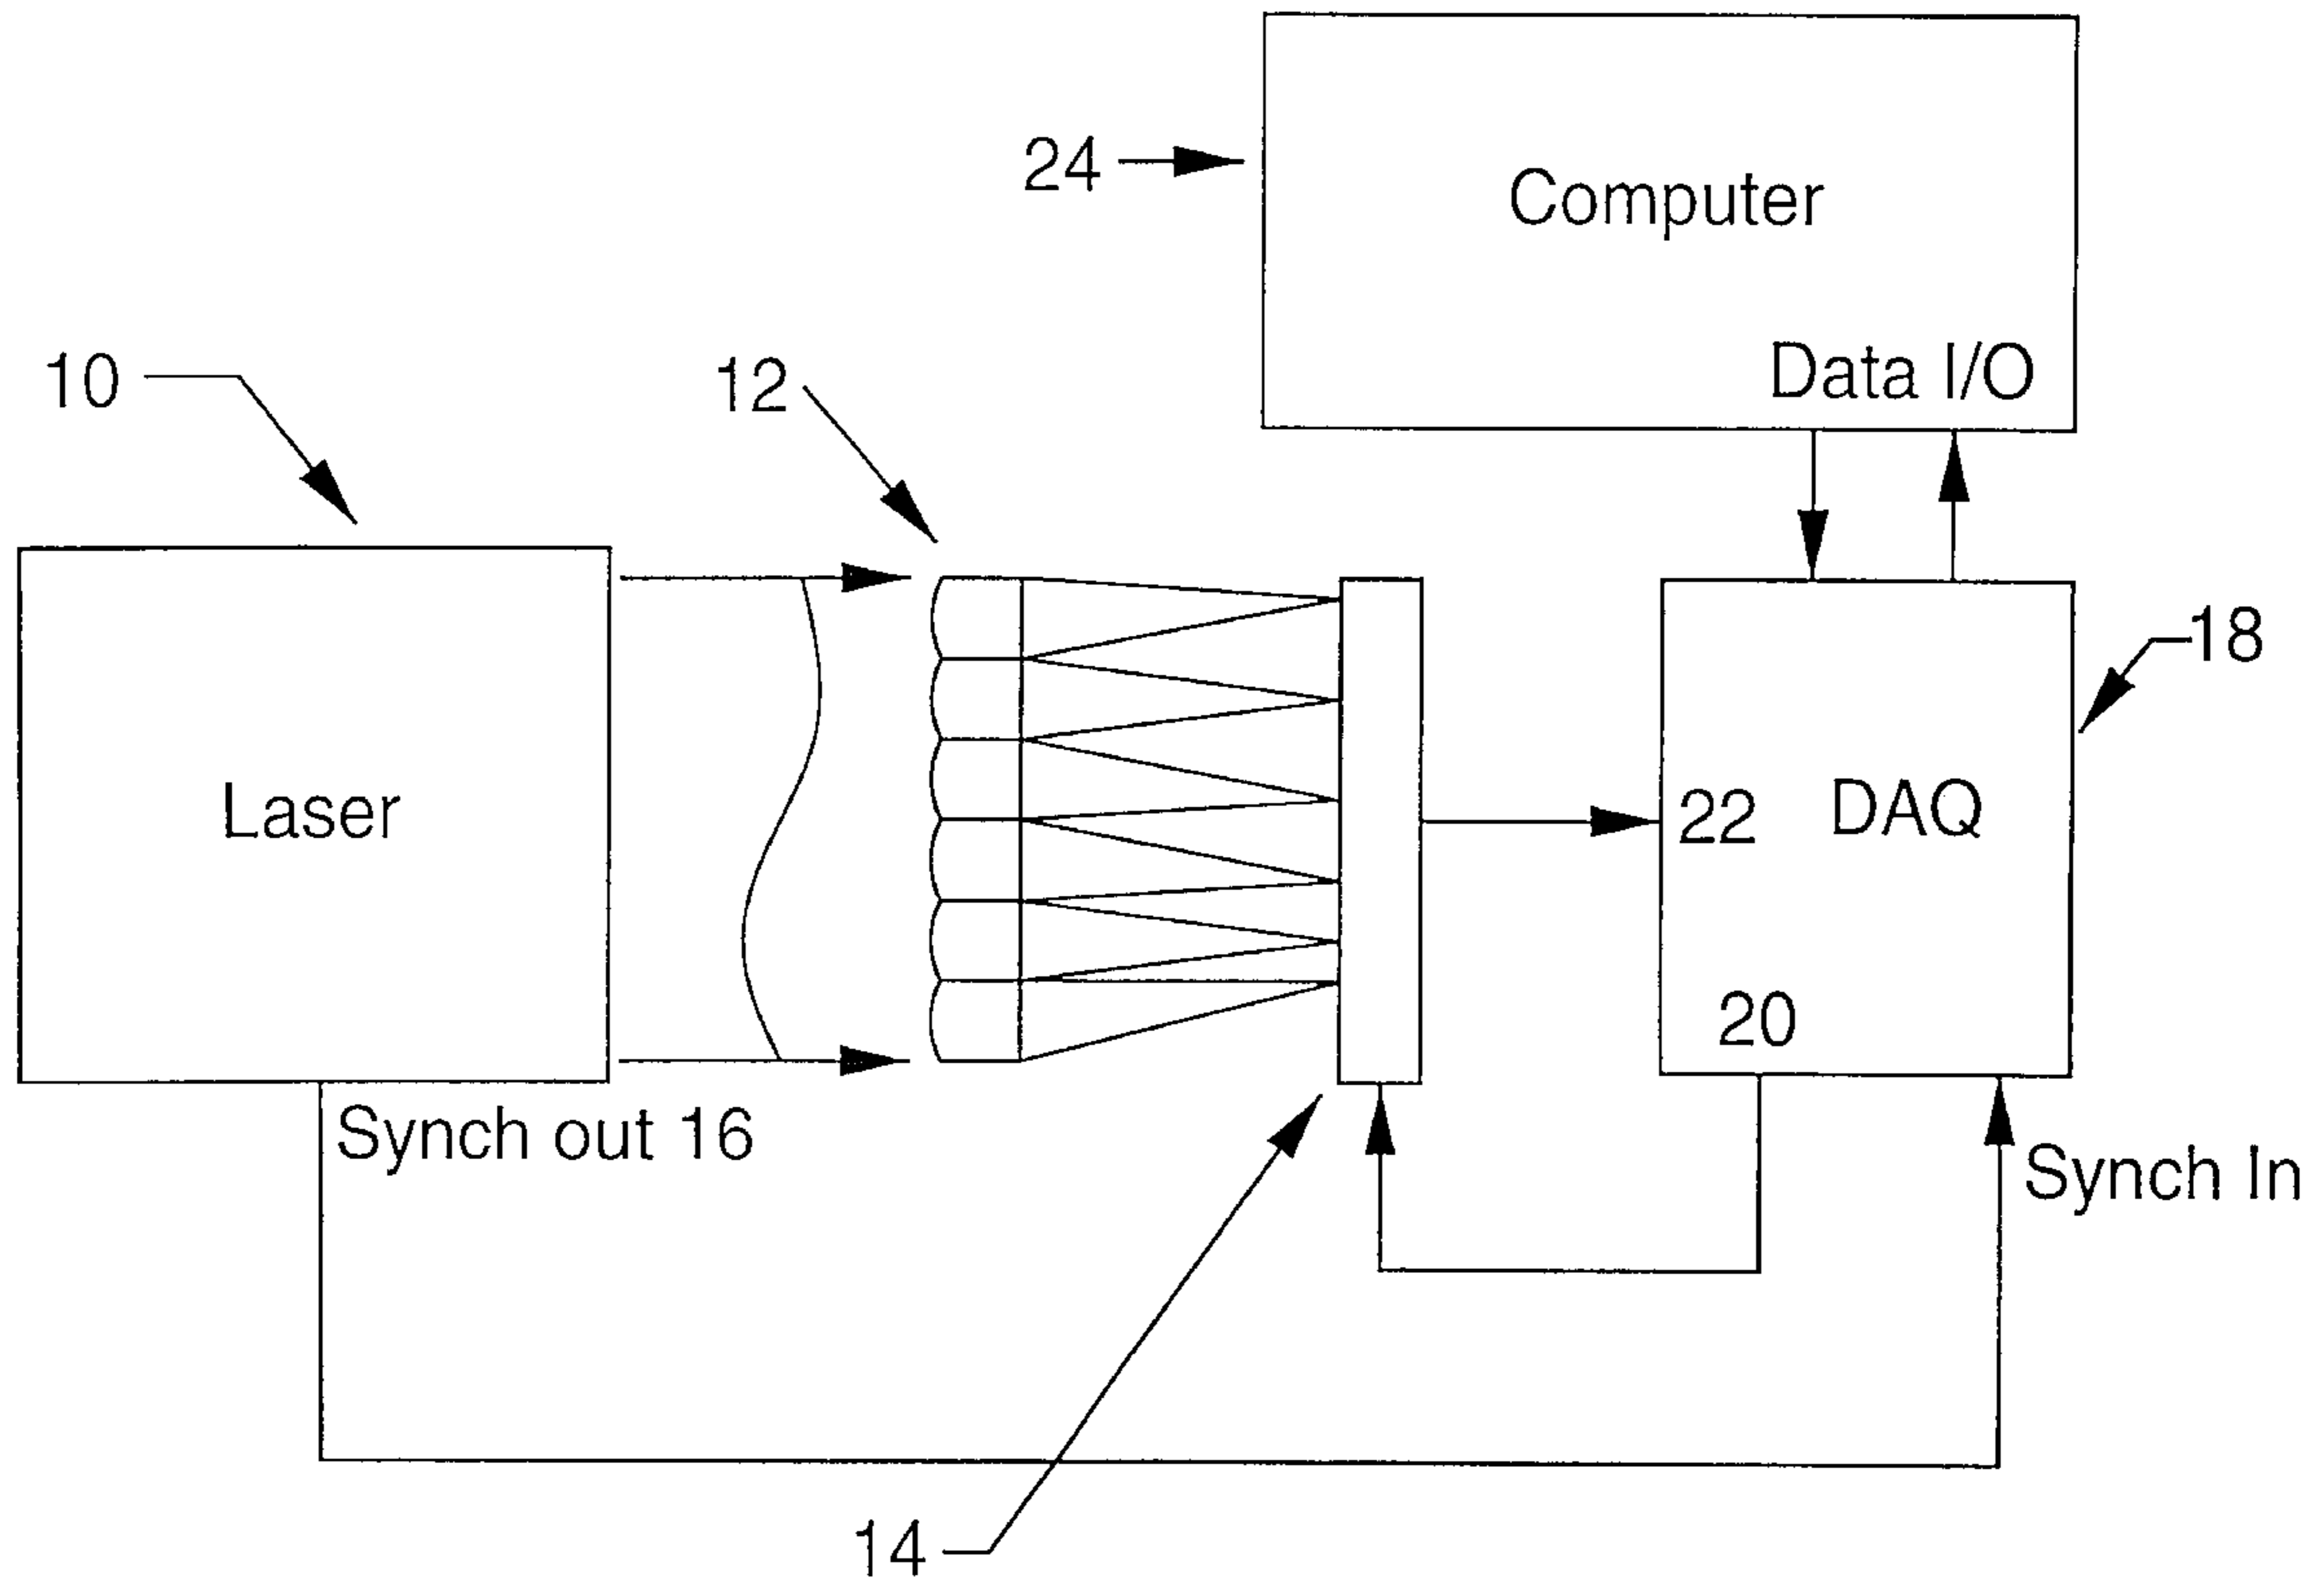 24
Computer
Data I/O
10
12
18
Laser
22
DAQ
20
Synch out 16
Synch In
14